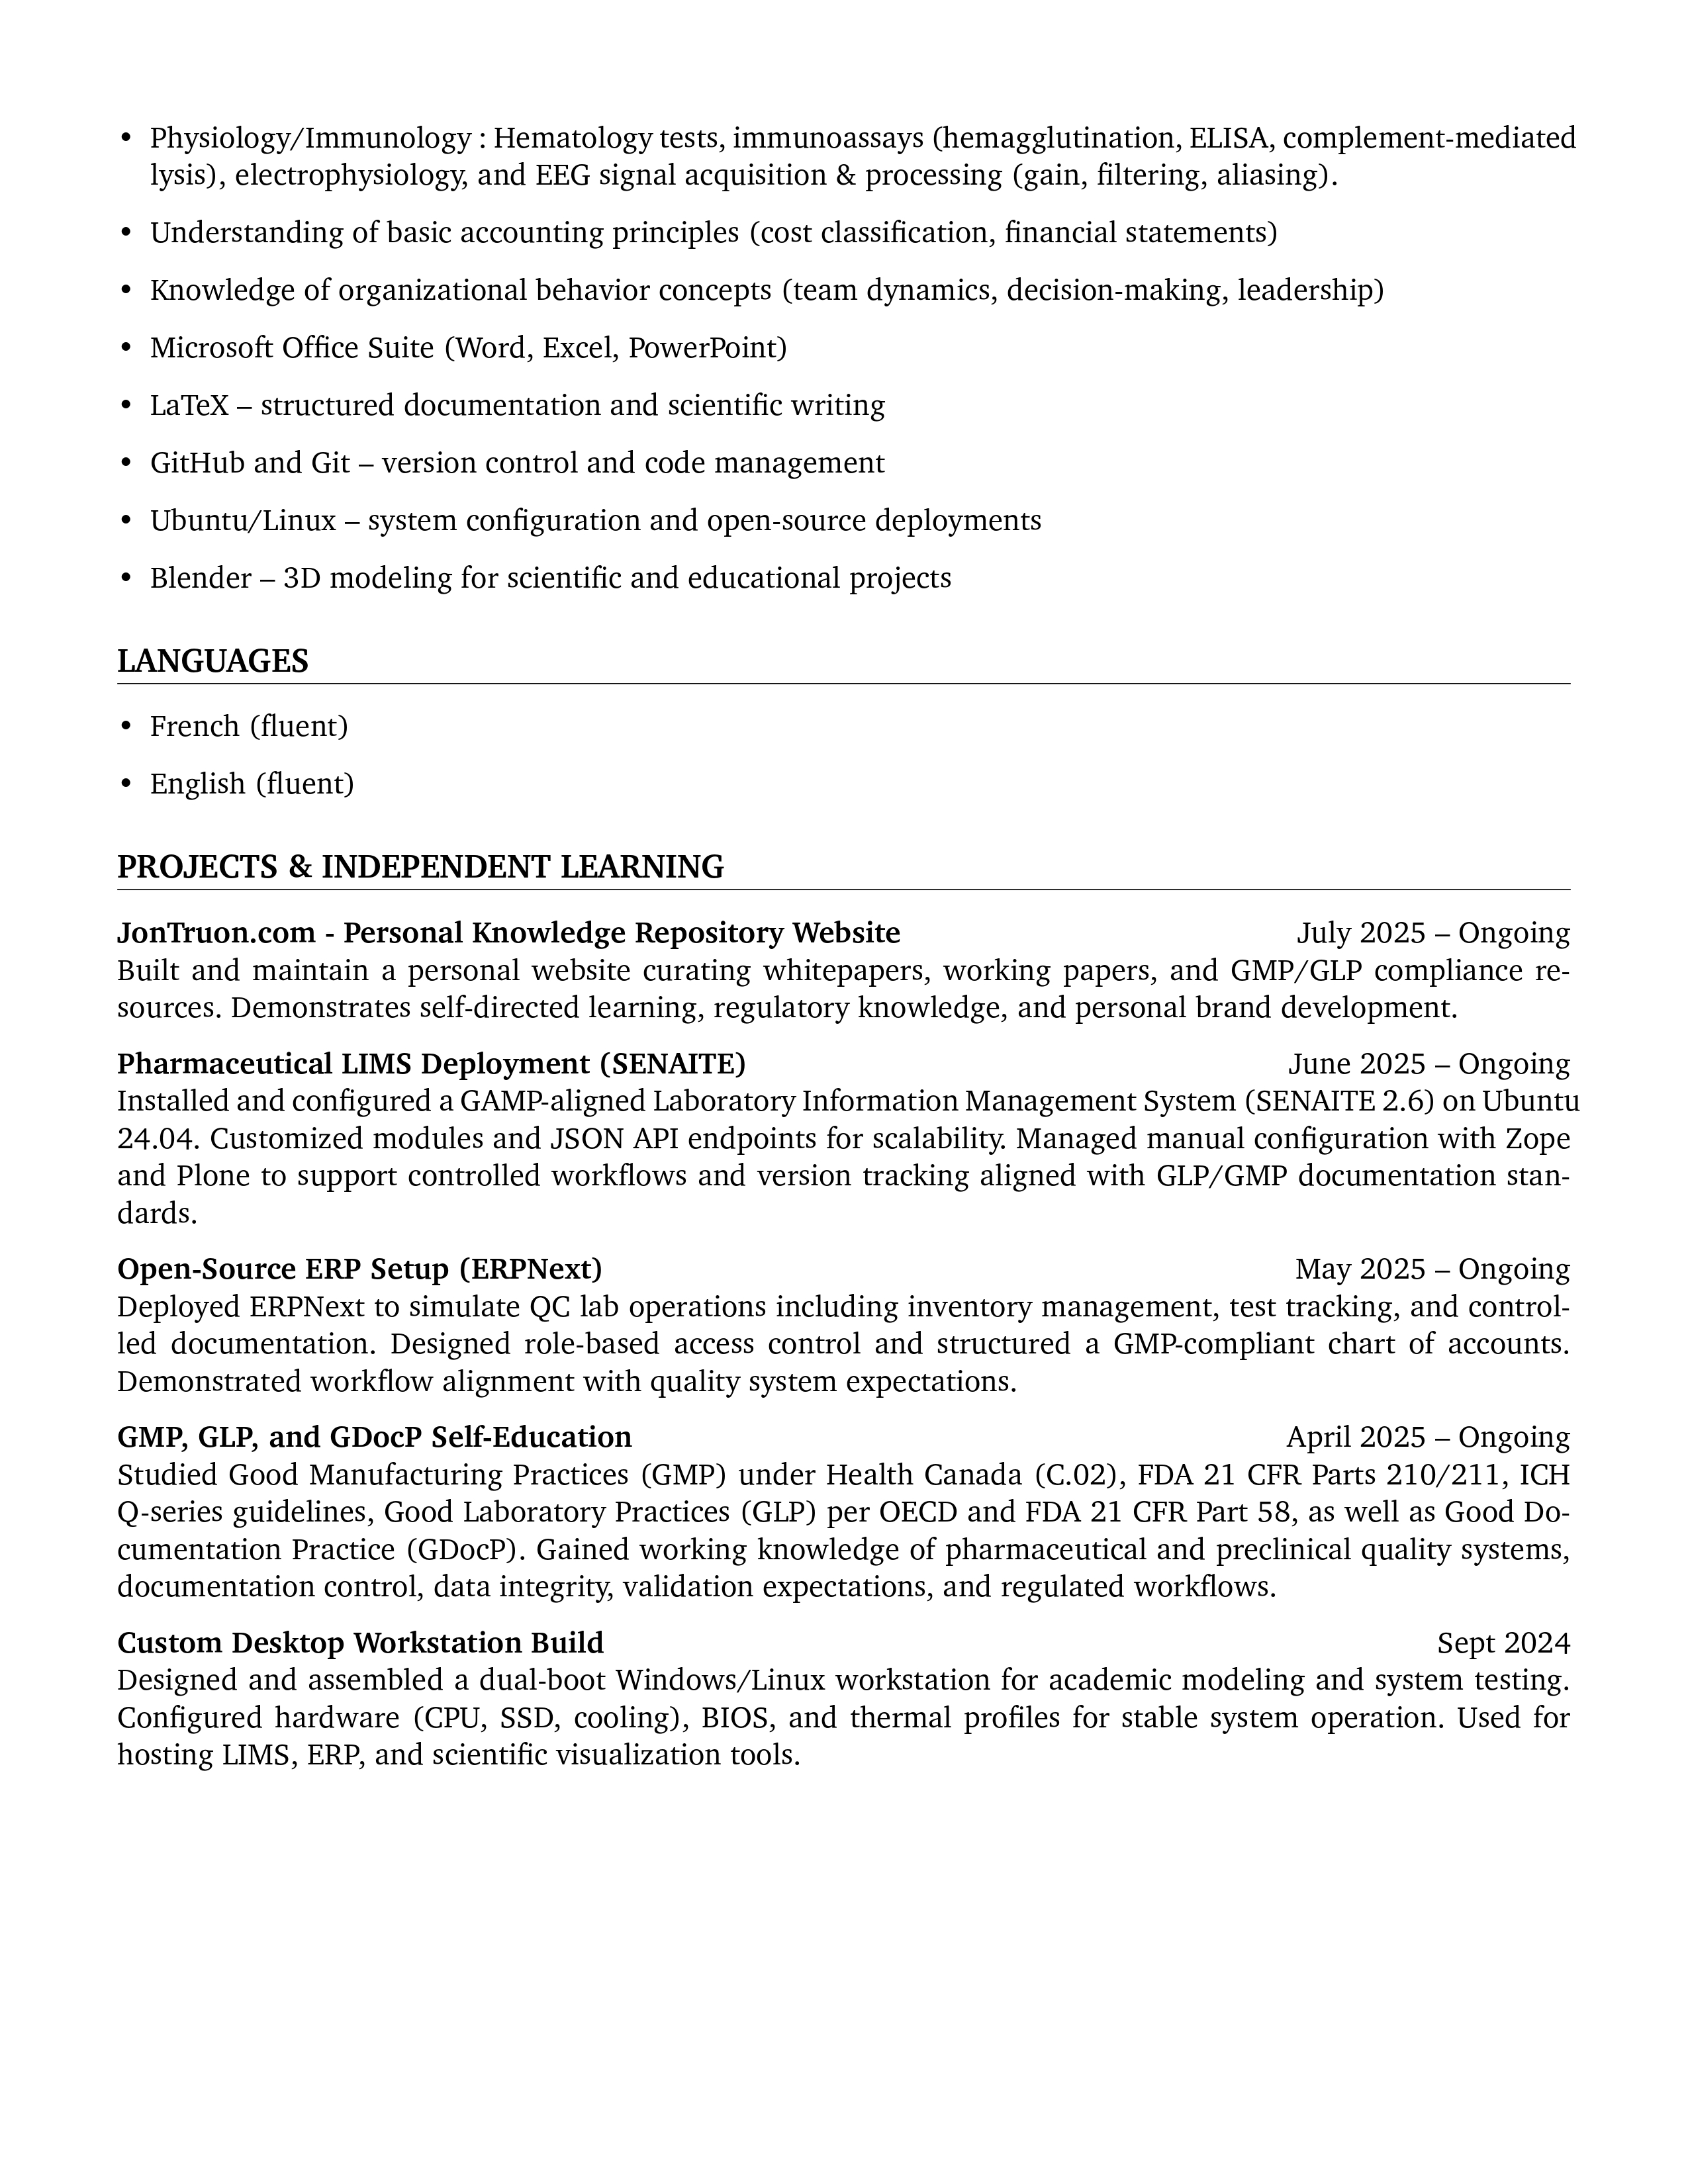 • Physiology/Immunology : Hematology tests, immunoassays (hemagglutination, ELISA, complement-mediated
lysis), electrophysiology, and EEG signal acquisition & processing (gain, filtering, aliasing).
• Understanding of basic accounting principles (cost classification, financial statements)
• Knowledge of organizational behavior concepts (team dynamics, decision-making, leadership)
• Microsoft Office Suite (Word, Excel, PowerPoint)
• LaTeX – structured documentation and scientific writing
• GitHub and Git – version control and code management
• Ubuntu/Linux – system configuration and open-source deployments
• Blender – 3D modeling for scientific and educational projects
LANGUAGES
• French (fluent)
• English (fluent)
PROJECTS & INDEPENDENT LEARNING
JonTruon.com - Personal Knowledge Repository Website July 2025 – Ongoing
Built and maintain a personal website curating whitepapers, working papers, and GMP/GLP compliance re-
sources. Demonstrates self-directed learning, regulatory knowledge, and personal brand development.
Pharmaceutical LIMS Deployment (SENAITE) June 2025 – Ongoing
Installed and configured a GAMP-aligned Laboratory Information Management System (SENAITE 2.6) on Ubuntu
24.04. Customized modules and JSON API endpoints for scalability. Managed manual configuration with Zope
and Plone to support controlled workflows and version tracking aligned with GLP/GMP documentation stan-
dards.
Open-Source ERP Setup (ERPNext) May 2025 – Ongoing
Deployed ERPNext to simulate QC lab operations including inventory management, test tracking, and control-
led documentation. Designed role-based access control and structured a GMP-compliant chart of accounts.
Demonstrated workflow alignment with quality system expectations.
GMP, GLP, and GDocP Self-Education April 2025 – Ongoing
Studied Good Manufacturing Practices (GMP) under Health Canada (C.02), FDA 21 CFR Parts 210/211, ICH
Q-series guidelines, Good Laboratory Practices (GLP) per OECD and FDA 21 CFR Part 58, as well as Good Do-
cumentation Practice (GDocP). Gained working knowledge of pharmaceutical and preclinical quality systems,
documentation control, data integrity, validation expectations, and regulated workflows.
Custom Desktop Workstation Build Sept 2024
Designed and assembled a dual-boot Windows/Linux workstation for academic modeling and system testing.
Configured hardware (CPU, SSD, cooling), BIOS, and thermal profiles for stable system operation. Used for
hosting LIMS, ERP, and scientific visualization tools.